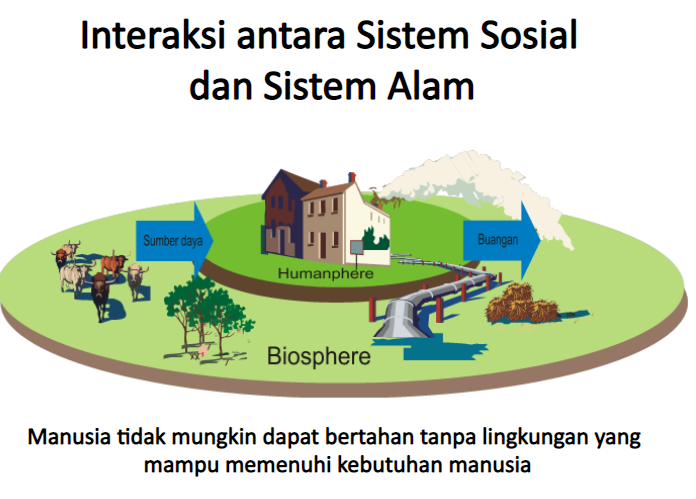 Interaksi antara Sistem Sosial
dan Sistem Alam
Sumber daya
Buangan
Humanphere
Biosphere
Manusia tidak mungkin dapat bertahan tanpa lingkungan yang
mampu memenuhi kebutuhan manusia